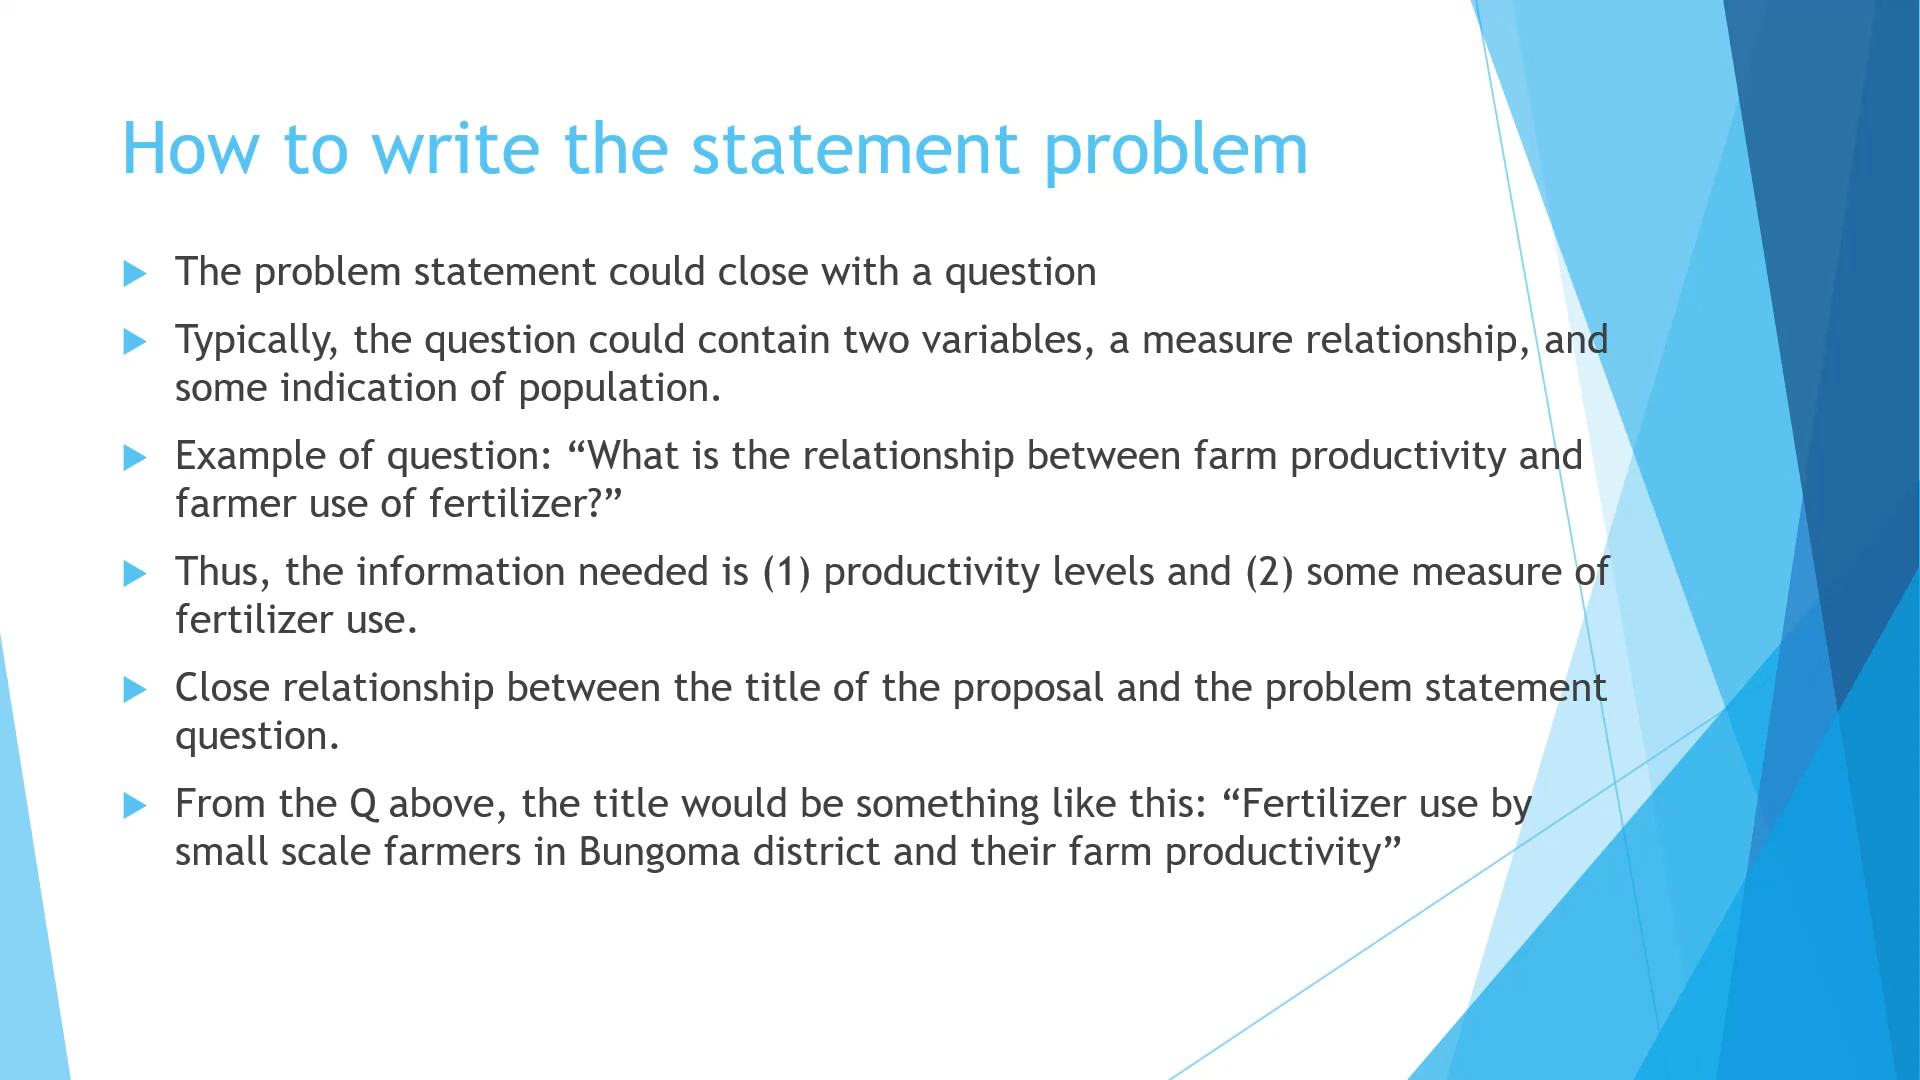 How to write the statement problem
The problem statement could close with a question
Typically, the question could contain two variables, a measure relationship, and
some indication of population.
Example of question: “What is the relationship between farm productivity and
farmer use of fertilizer?”
Thus, the information needed is (1) productivity levels and (2) some measure of
fertilizer use.
Close relationship between the title of the proposal and the problem statement
question.
From the Q above, the title would be something like this: “Fertilizer use by
small scale farmers in Bungoma district and their farm productivity”